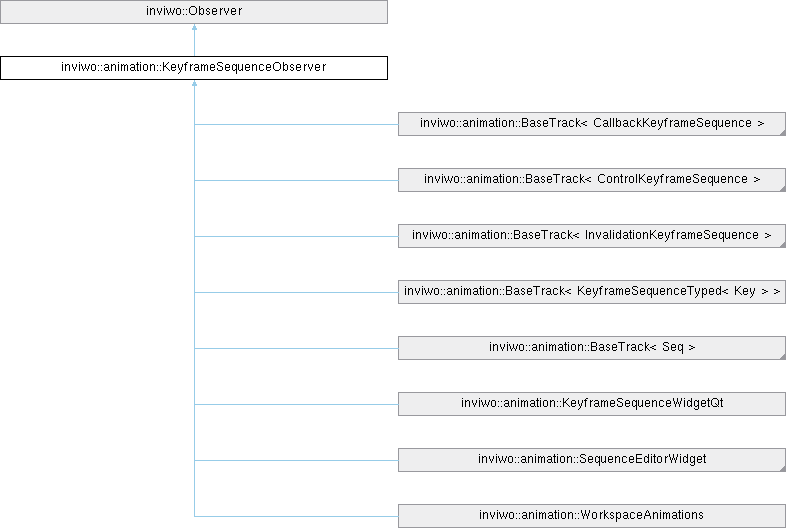 inviwo::Observer
inviwo::animation::KeyframeSequenceObserver
inviwo::animation::BaseTrack< CallbackKeyframeSequence >
inviwo::animation::BaseTrack< ControlKeyframeSequence >
inviwo::animation::BaseTrack< InvalidationKeyframeSequence >
inviwo::animation::BaseTrack< KeyframeSequenceTyped< Key > >
inviwo::animation::BaseTrack< Seq >
inviwo::animation::KeyframeSequenceWidgetQt
inviwo::animation::SequenceEditorWidget
inviwo::animation::WorkspaceAnimations